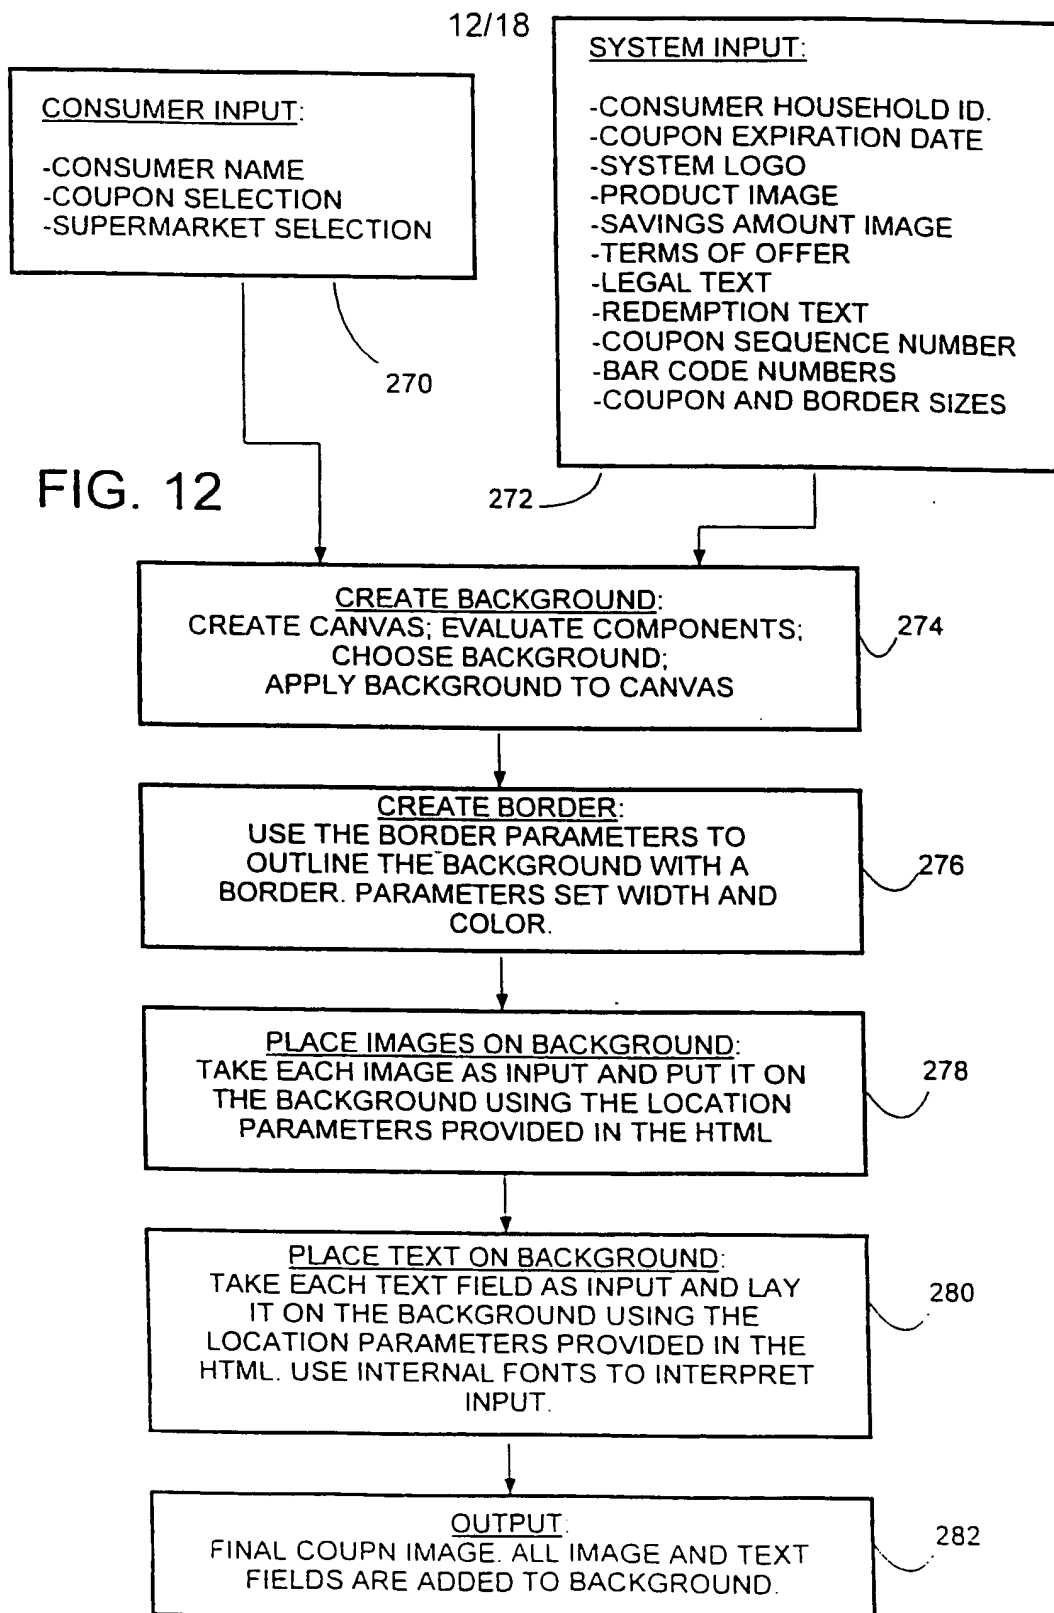 12/18
CONSUMER INPUT:
-CONSUMER NAME
-COUPON SELECTION
-SUPERMARKET SELECTION
270
SYSTEM INPUT:
-CONSUMER HOUSEHOLD ID.
-COUPON EXPIRATION DATE
-SYSTEM LOGO
-PRODUCT IMAGE
-SAVINGS AMOUNT IMAGE
-TERMS OF OFFER
-LEGAL TEXT
-REDEMPTION TEXT
-COUPON SEQUENCE NUMBER
-BAR CODE NUMBERS
-COUPON AND BORDER SIZES
272
FIG. 12
CREATE BACKGROUND:
CREATE CANVAS; EVALUATE COMPONENTS;
CHOOSE BACKGROUND;
APPLY BACKGROUND TO CANVAS
274
CREATE BORDER:
USE THE BORDER PARAMETERS TO
OUTLINE THE BACKGROUND WITH A
BORDER. PARAMETERS SET WIDTH AND
COLOR.
276
PLACE IMAGES ON BACKGROUND:
TAKE EACH IMAGE AS INPUT AND PUT IT ON
THE BACKGROUND USING THE LOCATION
PARAMETERS PROVIDED IN THE HTML
278
PLACE TEXT ON BACKGROUND:
TAKE EACH TEXT FIELD AS INPUT AND LAY
IT ON THE BACKGROUND USING THE
LOCATION PARAMETERS PROVIDED IN THE
HTML. USE INTERNAL FONTS TO INTERPRET
INPUT.
280
OUTPUT:
FINAL COUPN IMAGE. ALL IMAGE AND TEXT
FIELDS ARE ADDED TO BACKGROUND.
282